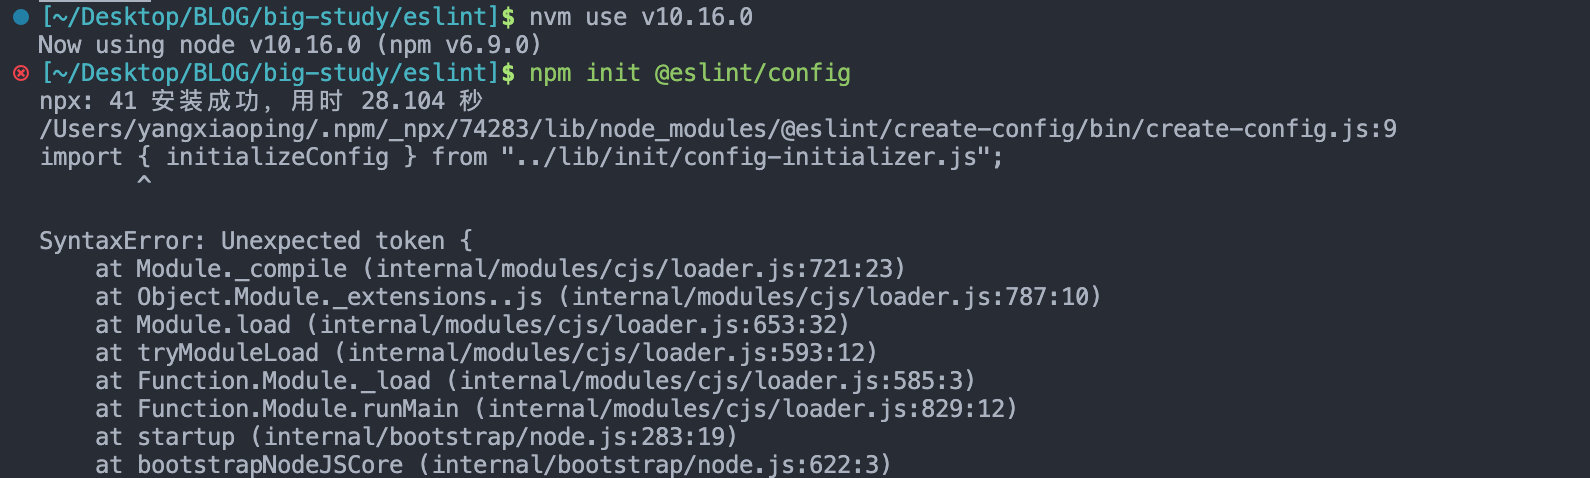 [~/Desktop/BLOG/big-study/eslint]$ nvm use v10.16.0
Now using node v10.16.0 (npm v6.9.0)
[~/Desktop/BLOG/big-study/eslint]$ npm init @eslint/config
npx: 41 安装成功，用时 28.104 秒
/Users/yangxiaoping/.npm/_npx/74283/lib/node_modules/@eslint/create-config/bin/create-config.js:9
import { initializeConfig } from "../lib/init/config-initializer.js";
^
SyntaxError: Unexpected token {
at Module._compile (internal/modules/cjs/loader.js:721:23)
at Object.Module._extensions..js (internal/modules/cjs/loader.js:787:10)
at Module.load (internal/modules/cjs/loader.js:653:32)
at tryModuleLoad (internal/modules/cjs/loader.js:593:12)
at Function.Module._load (internal/modules/cjs/loader.js:585:3)
at Function.Module.runMain (internal/modules/cjs/loader.js:829:12)
at startup (internal/bootstrap/node.js:283:19)
at bootstrapNodeJSCore (internal/bootstrap/node.js:622:3)